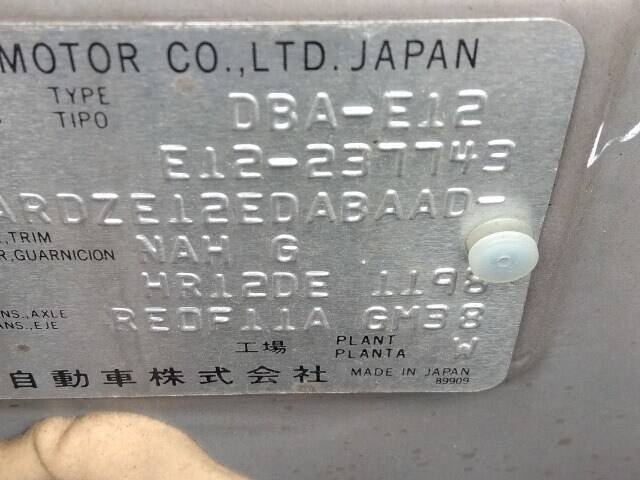 MOTOR CO.,LTD. JAPAN
TYPE
TIPO
DBA-E12
E12-237743
ARDZE12EDABAAD-
,TRIM
R,GUARNICION
NAH G
HR12DE 1198
NS.,AXLE
ANS.,EJE
RE0F11A GM38
工場 PLANT
PLANTA
W
自動車株式会社
MADE IN JAPAN
89909